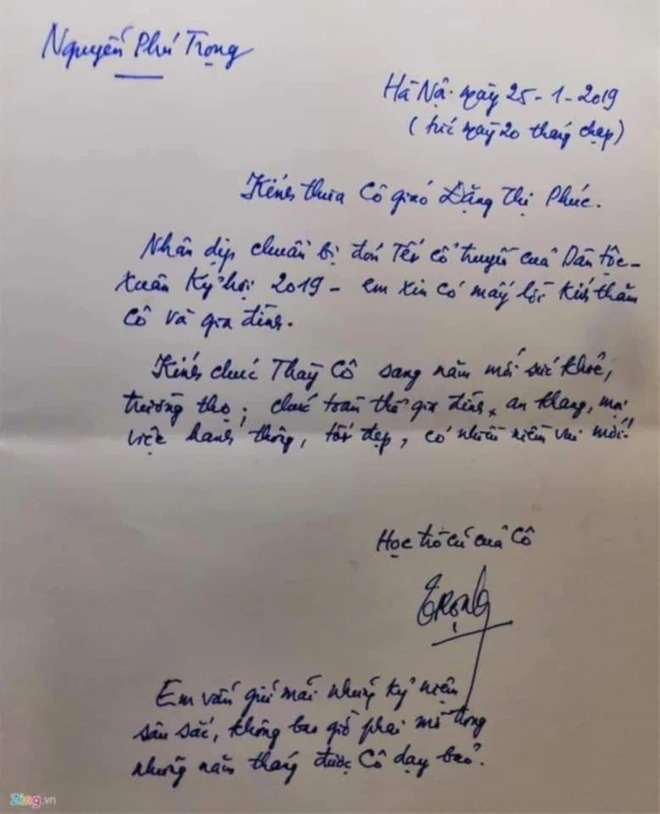 Nguyễn Phú Trọng
Hà Nội ngày 25-1-2019
(tức ngày 20 tháng chạp)
Kính thưa Cô giáo Đặng Thị Phúc.
Nhân dịp chuẩn bị đón Tết cổ truyền của Dân tộc-
Xuân Kỷ hợi 2019 - em xin có mấy lời kính thăm
Cô và gia đình.
Kính chúc Thầy Cô sang năm mới sức khoẻ,
trường thọ; chúc toàn thể gia đình an khang, mọi
việc hanh thông, tốt đẹp, có nhiều niềm vui mới!
Học trò cũ của Cô
Trọng
Em vẫn giữ mãi những kỷ niệm
sâu sắc, không bao giờ phai mờ trong
những năm tháng được Cô dạy bảo.
Zing.vn